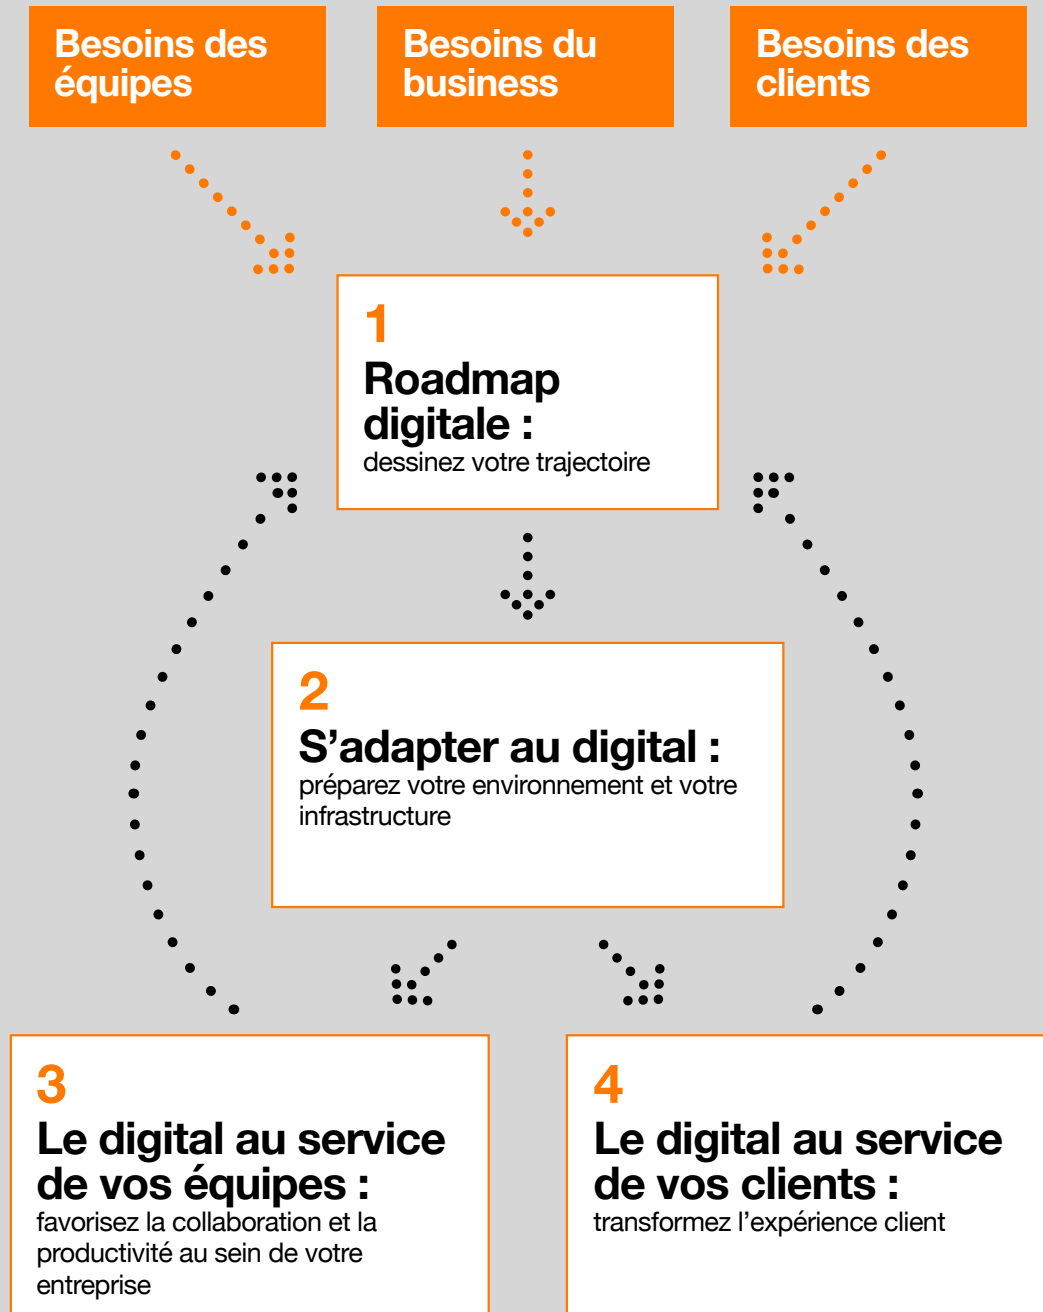 Besoins des
équipes
Besoins du
business
Besoins des
clients
1
Roadmap
digitale :
dessinez votre trajectoire
2
S’adapter au digital :
préparez votre environnement et votre
infrastructure
3
Le digital au service
de vos équipes :
favorisez la collaboration et la
productivité au sein de votre
entreprise
4
Le digital au service
de vos clients :
transformez l’expérience client